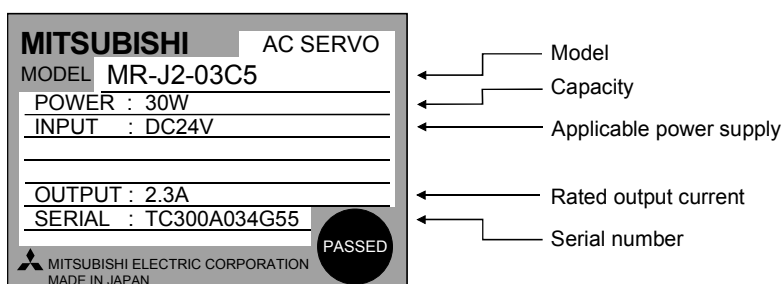 MITSUBISHI AC SERVO
MODEL MR-J2-03C5
POWER : 30W
INPUT : DC24V
OUTPUT : 2.3A
SERIAL : TC300A034G55
PASSED
MITSUBISHI ELECTRIC CORPORATION
MADE IN JAPAN
Model
Capacity
Applicable power supply
Rated output current
Serial number